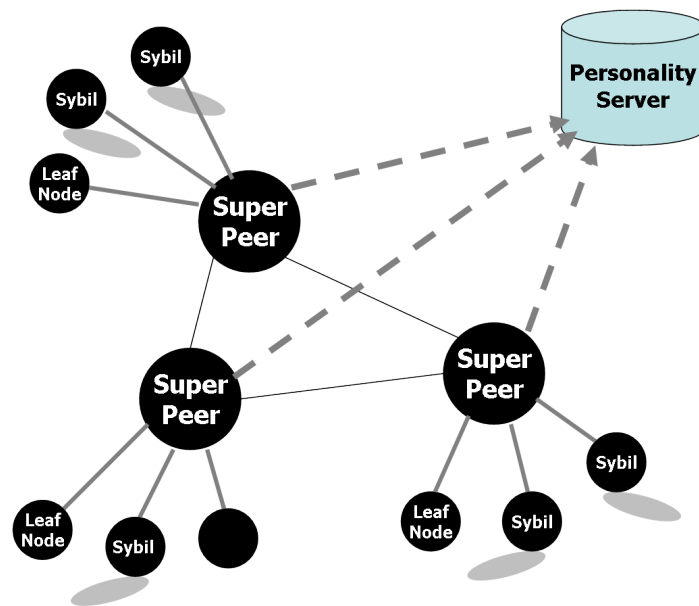 Sybil
Sybil
Leaf
Node
Personality
Server
Super
Peer
Super
Peer
Super
Peer
Leaf
Node
Sybil
Leaf
Node
Sybil
Sybil